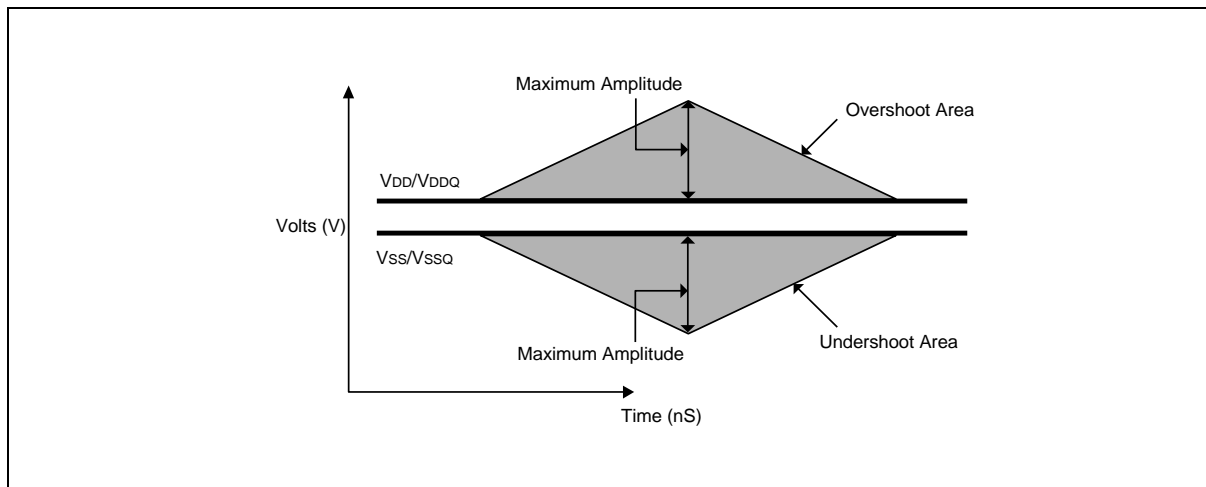 Maximum Amplitude
Overshoot Area
VDD/VDDQ
Volts (V)
VSS/VSSQ
Maximum Amplitude
Undershoot Area
Time (nS)